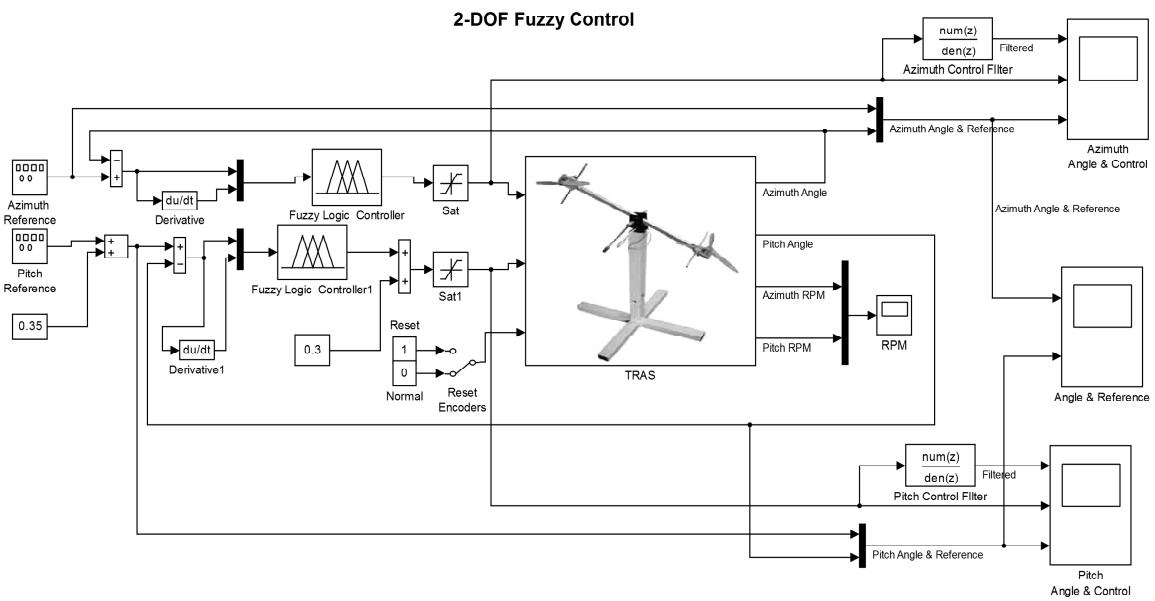 2-DOF Fuzzy Control
num(z)
den(z)
Filtered
Azimuth Control FIlter
Azimuth Angle & Reference
Azimuth
Angle & Control
−
+
Azimuth
Reference
du/dt
Derivative
Fuzzy Logic Controller
Sat
Azimuth Angle
Azimuth Angle & Reference
Pitch
Reference
+
+
+
−
Fuzzy Logic Controller1
+
+
Sat1
Pitch Angle
Azimuth RPM
Pitch RPM
RPM
0.35
du/dt
Derivative1
0.3
Reset
1
0
Normal
Reset
Encoders
TRAS
Angle & Reference
num(z)
den(z)
Filtered
Pitch Control FIlter
Pitch Angle & Reference
Pitch
Angle & Control